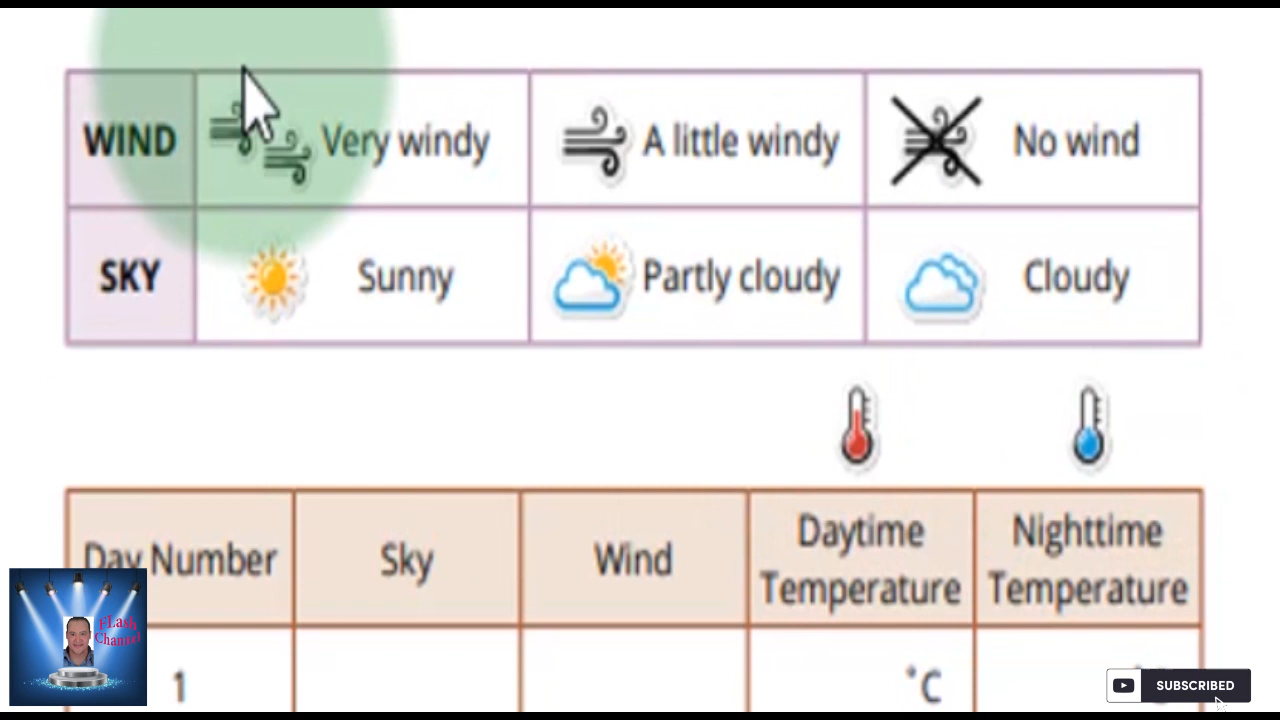 WIND Very windy A little windy No wind
SKY Sunny Partly cloudy Cloudy
Day Number Sky Wind Daytime Temperature Nighttime Temperature
1 °C
FLash
Channel
SUBSCRIBED